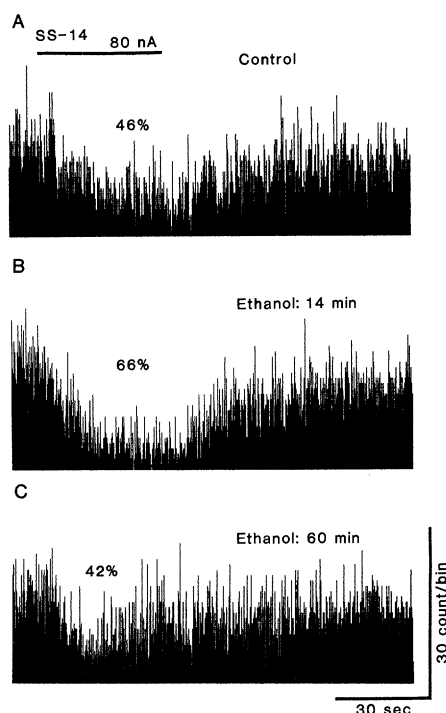 A
SS-14 80 nA
Control
46%
B
Ethanol: 14 min
66%
C
Ethanol: 60 min
42%
30 count/bin
30 sec